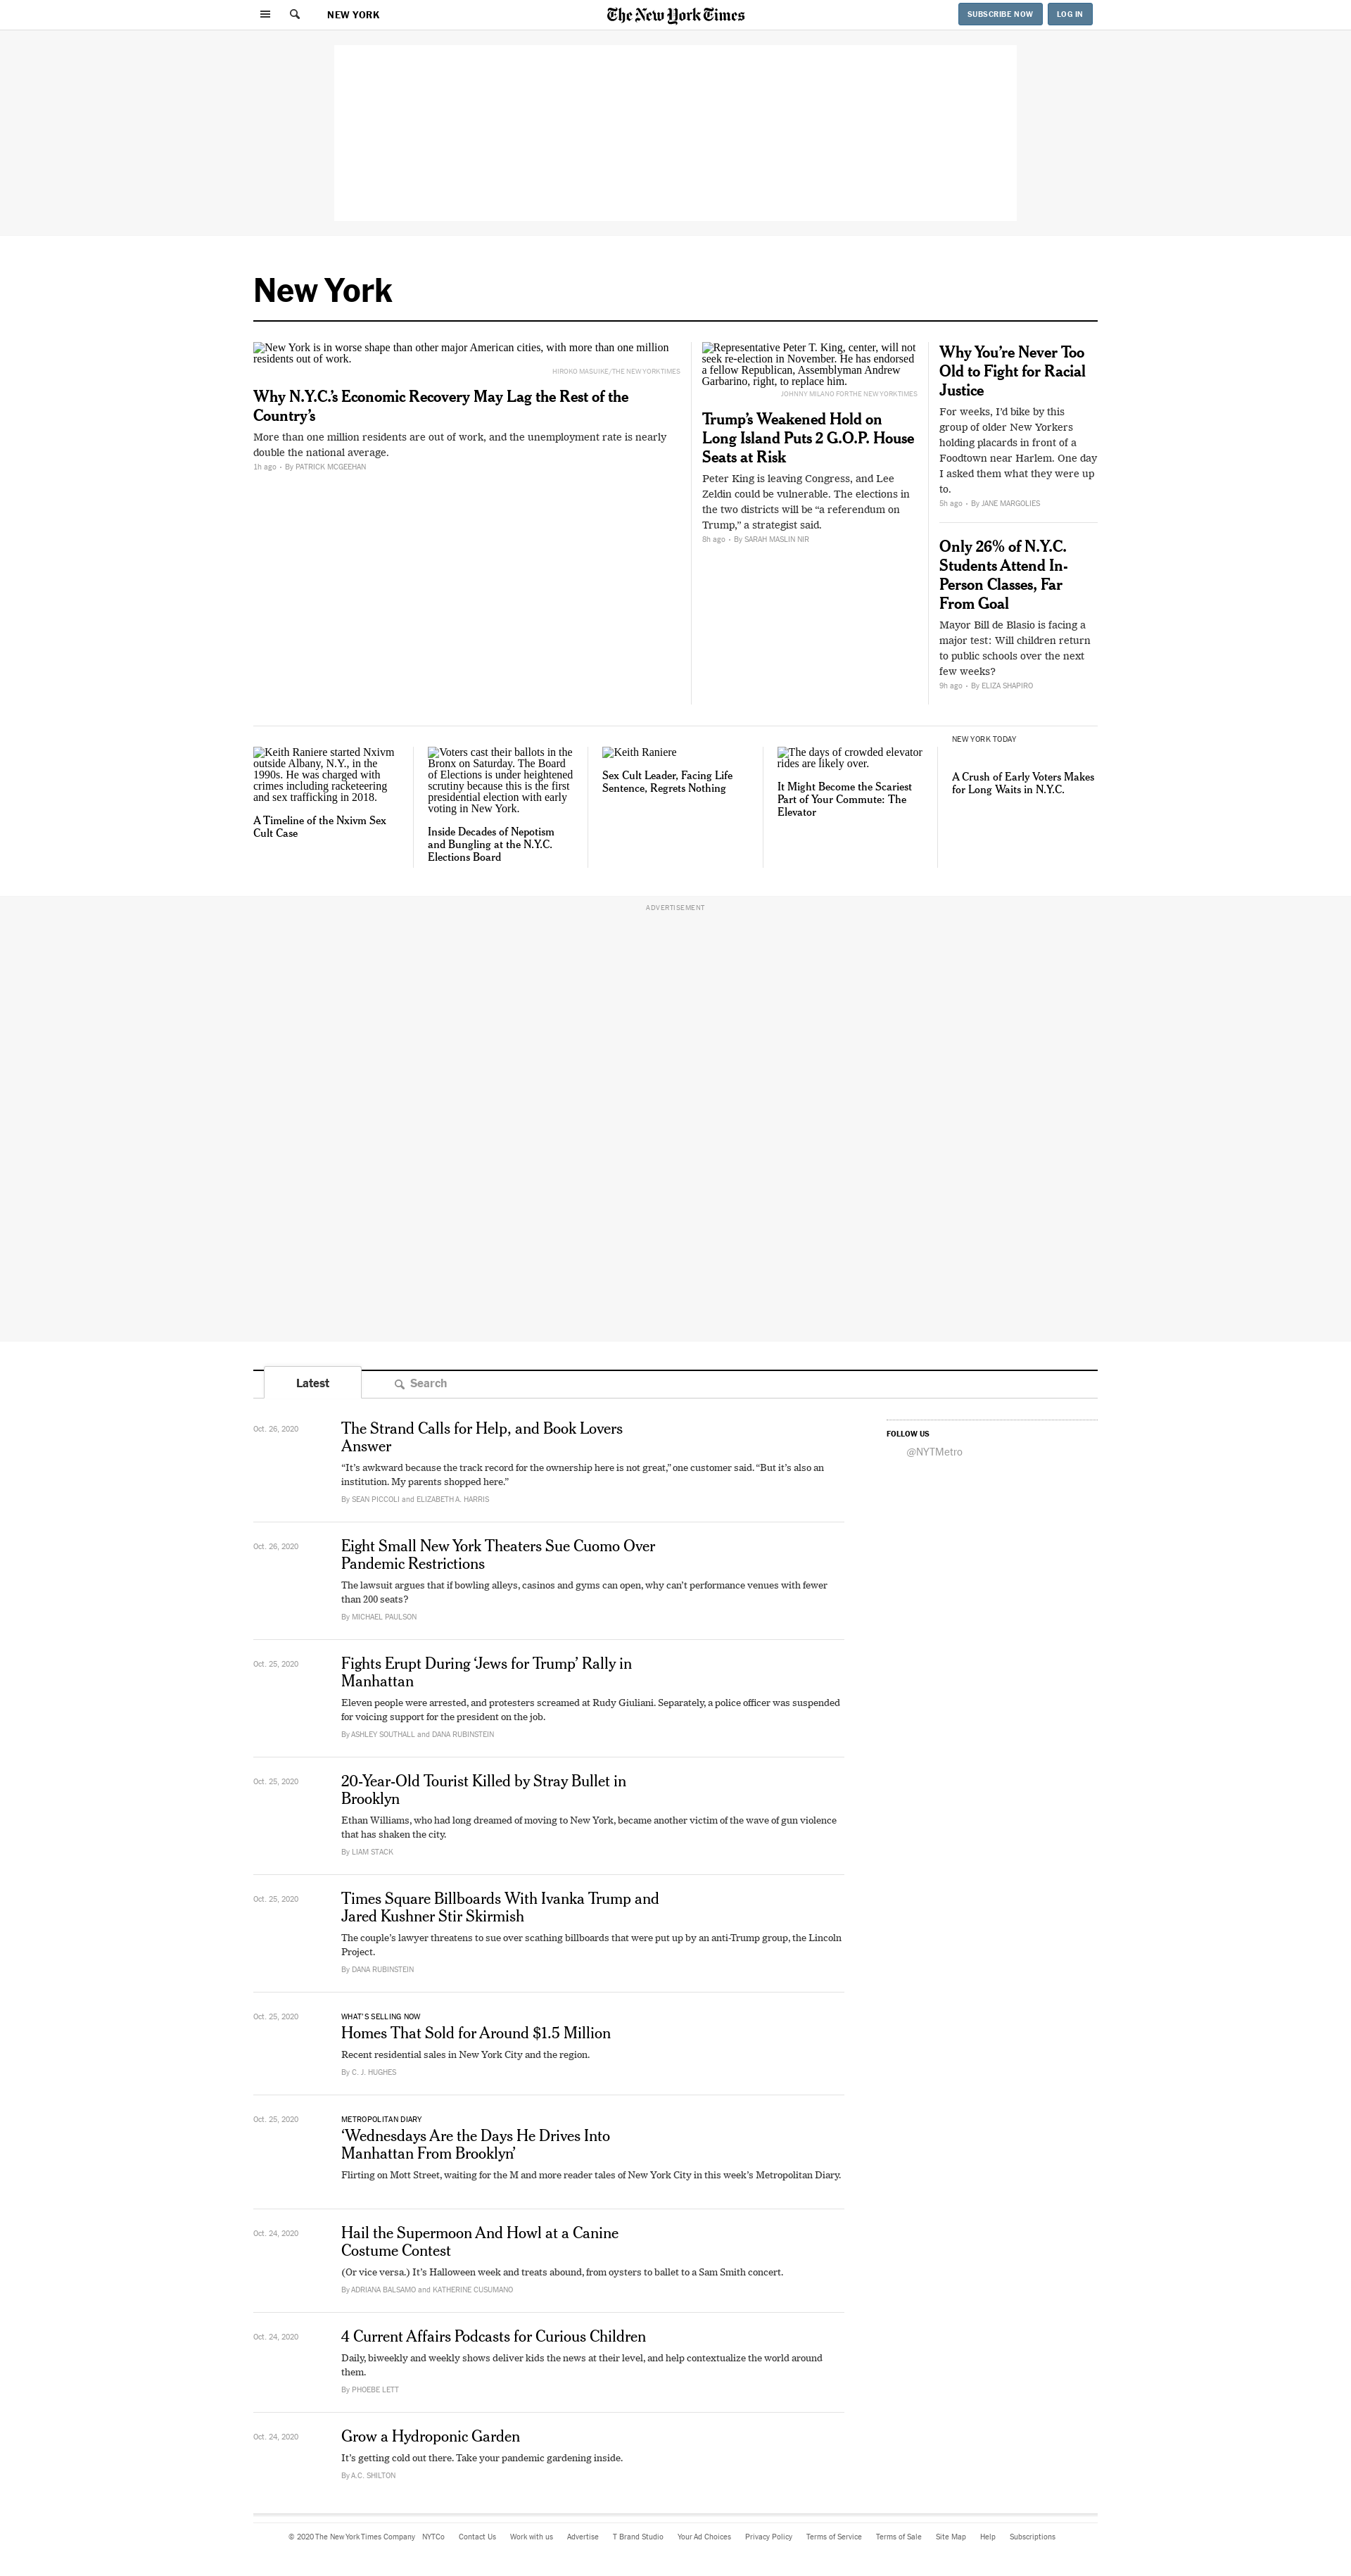 NEW YORK
The New York Times
SUBSCRIBE NOW
LOG IN
New York
New York is in worse shape than other major American cities, with more than one million
residents out of work.
HIROKO MASUIKE/THE NEW YORK TIMES
Why N.Y.C.’s Economic Recovery May Lag the Rest of the
Country’s
More than one million residents are out of work, and the unemployment rate is nearly
double the national average.
1h ago • By PATRICK MCGEEHAN
Representative Peter T. King, center, will not
seek re-election in November. He has endorsed
a fellow Republican, Assemblyman Andrew
Garbarino, right, to replace him.
JOHNNY MILANO FOR THE NEW YORK TIMES
Trump’s Weakened Hold on
Long Island Puts 2 G.O.P. House
Seats at Risk
Peter King is leaving Congress, and Lee
Zeldin could be vulnerable. The elections in
the two districts will be “a referendum on
Trump,” a strategist said.
8h ago • By SARAH MASLIN NIR
Why You’re Never Too
Old to Fight for Racial
Justice
For weeks, I’d bike by this
group of older New Yorkers
holding placards in front of a
Foodtown near Harlem. One day
I asked them what they were up
to.
5h ago • By JANE MARGOLIES
Only 26% of N.Y.C.
Students Attend In-
Person Classes, Far
From Goal
Mayor Bill de Blasio is facing a
major test: Will children return
to public schools over the next
few weeks?
9h ago • By ELIZA SHAPIRO
Keith Raniere started Nxivm
outside Albany, N.Y., in the
1990s. He was charged with
crimes including racketeering
and sex trafficking in 2018.
A Timeline of the Nxivm Sex
Cult Case
Voters cast their ballots in the
Bronx on Saturday. The Board
of Elections is under heightened
scrutiny because this is the first
presidential election with early
voting in New York.
Inside Decades of Nepotism
and Bungling at the N.Y.C.
Elections Board
Keith Raniere
Sex Cult Leader, Facing Life
Sentence, Regrets Nothing
The days of crowded elevator
rides are likely over.
It Might Become the Scariest
Part of Your Commute: The
Elevator
NEW YORK TODAY
A Crush of Early Voters Makes
for Long Waits in N.Y.C.
ADVERTISEMENT
Latest
Search
Oct. 26, 2020
The Strand Calls for Help, and Book Lovers
Answer
“It’s awkward because the track record for the ownership here is not great,” one customer said. “But it’s also an
institution. My parents shopped here.”
By SEAN PICCOLI and ELIZABETH A. HARRIS
FOLLOW US
@NYTMetro
Oct. 26, 2020
Eight Small New York Theaters Sue Cuomo Over
Pandemic Restrictions
The lawsuit argues that if bowling alleys, casinos and gyms can open, why can’t performance venues with fewer
than 200 seats?
By MICHAEL PAULSON
Oct. 25, 2020
Fights Erupt During ‘Jews for Trump’ Rally in
Manhattan
Eleven people were arrested, and protesters screamed at Rudy Giuliani. Separately, a police officer was suspended
for voicing support for the president on the job.
By ASHLEY SOUTHALL and DANA RUBINSTEIN
Oct. 25, 2020
20-Year-Old Tourist Killed by Stray Bullet in
Brooklyn
Ethan Williams, who had long dreamed of moving to New York, became another victim of the wave of gun violence
that has shaken the city.
By LIAM STACK
Oct. 25, 2020
Times Square Billboards With Ivanka Trump and
Jared Kushner Stir Skirmish
The couple’s lawyer threatens to sue over scathing billboards that were put up by an anti-Trump group, the Lincoln
Project.
By DANA RUBINSTEIN
Oct. 25, 2020
WHAT’S SELLING NOW
Homes That Sold for Around $1.5 Million
Recent residential sales in New York City and the region.
By C. J. HUGHES
Oct. 25, 2020
METROPOLITAN DIARY
‘Wednesdays Are the Days He Drives Into
Manhattan From Brooklyn’
Flirting on Mott Street, waiting for the M and more reader tales of New York City in this week’s Metropolitan Diary.
Oct. 24, 2020
Hail the Supermoon And Howl at a Canine
Costume Contest
(Or vice versa.) It’s Halloween week and treats abound, from oysters to ballet to a Sam Smith concert.
By ADRIANA BALSAMO and KATHERINE CUSUMANO
Oct. 24, 2020
4 Current Affairs Podcasts for Curious Children
Daily, biweekly and weekly shows deliver kids the news at their level, and help contextualize the world around
them.
By PHOEBE LETT
Oct. 24, 2020
Grow a Hydroponic Garden
It’s getting cold out there. Take your pandemic gardening inside.
By A.C. SHILTON
© 2020 The New York Times Company NYTCo Contact Us Work with us Advertise T Brand Studio Your Ad Choices Privacy Policy Terms of Service Terms of Sale Site Map Help Subscriptions